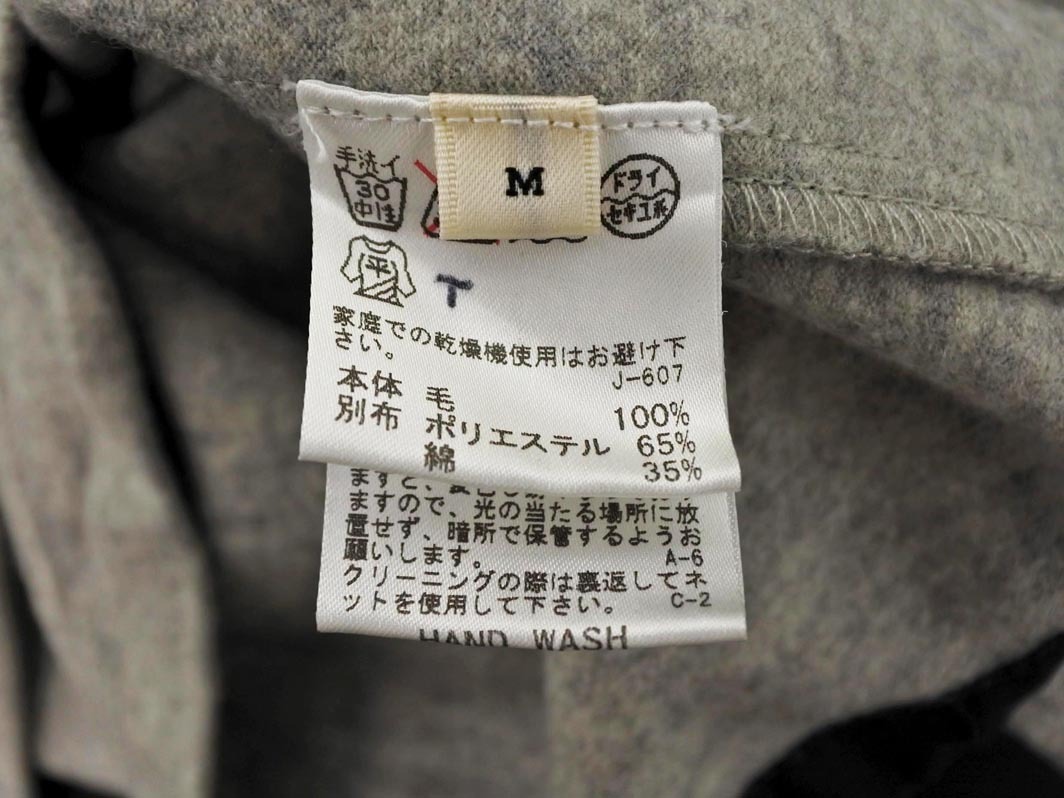 M
手洗イ
30
中性
ドライ
セキユ系
平
T
家庭での乾燥機使用はお避け下
さい。
J-607
本体 毛 100%
別布 ポリエステル 65%
綿 35%
ますので、光の当たる場所に放
置せず、暗所で保管するようお
願いします。 A-6
クリーニングの際は裏返してネ
ットを使用して下さい。 C-2
HAND WASH